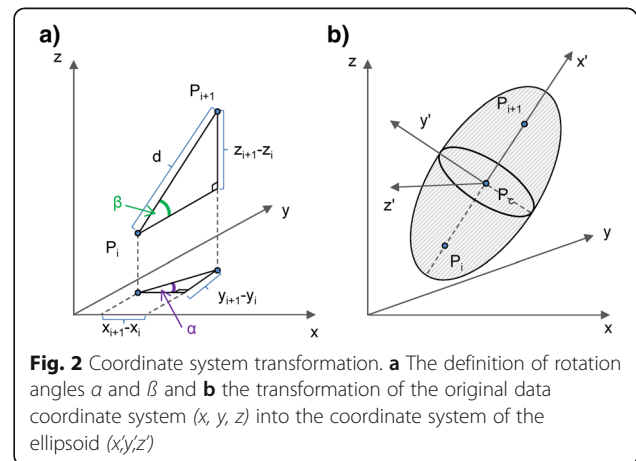 a)
z
P_{i+1}
d
z_{i+1}-z_i
β
P_i
y
y_{i+1}-y_i
x_{i+1}-x_i
α
x
b)
z
x'
P_{i+1}
y'
P_c
z'
P_i
y
x
Fig. 2 Coordinate system transformation. a The definition of rotation
angles α and ß and b the transformation of the original data
coordinate system (x, y, z) into the coordinate system of the
ellipsoid (x'y'z')